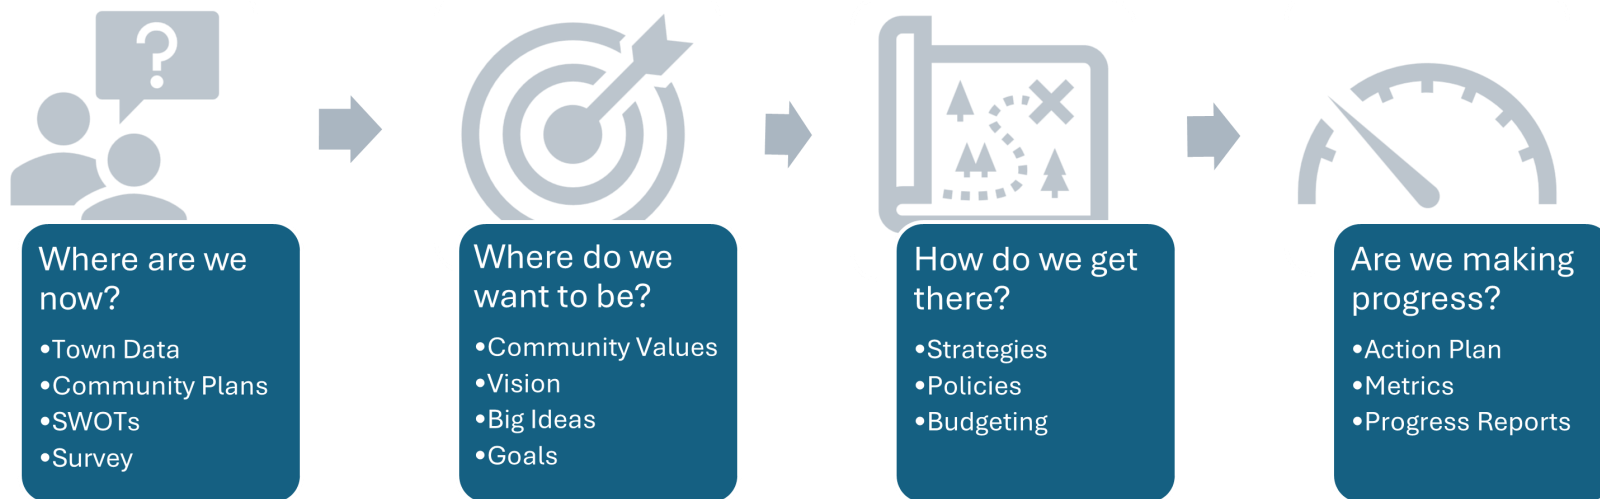 ?
Where are we
now?
•Town Data
•Community Plans
•SWOTs
•Survey
Where do we
want to be?
•Community Values
•Vision
•Big Ideas
•Goals
How do we get
there?
•Strategies
•Policies
•Budgeting
Are we making
progress?
•Action Plan
•Metrics
•Progress Reports